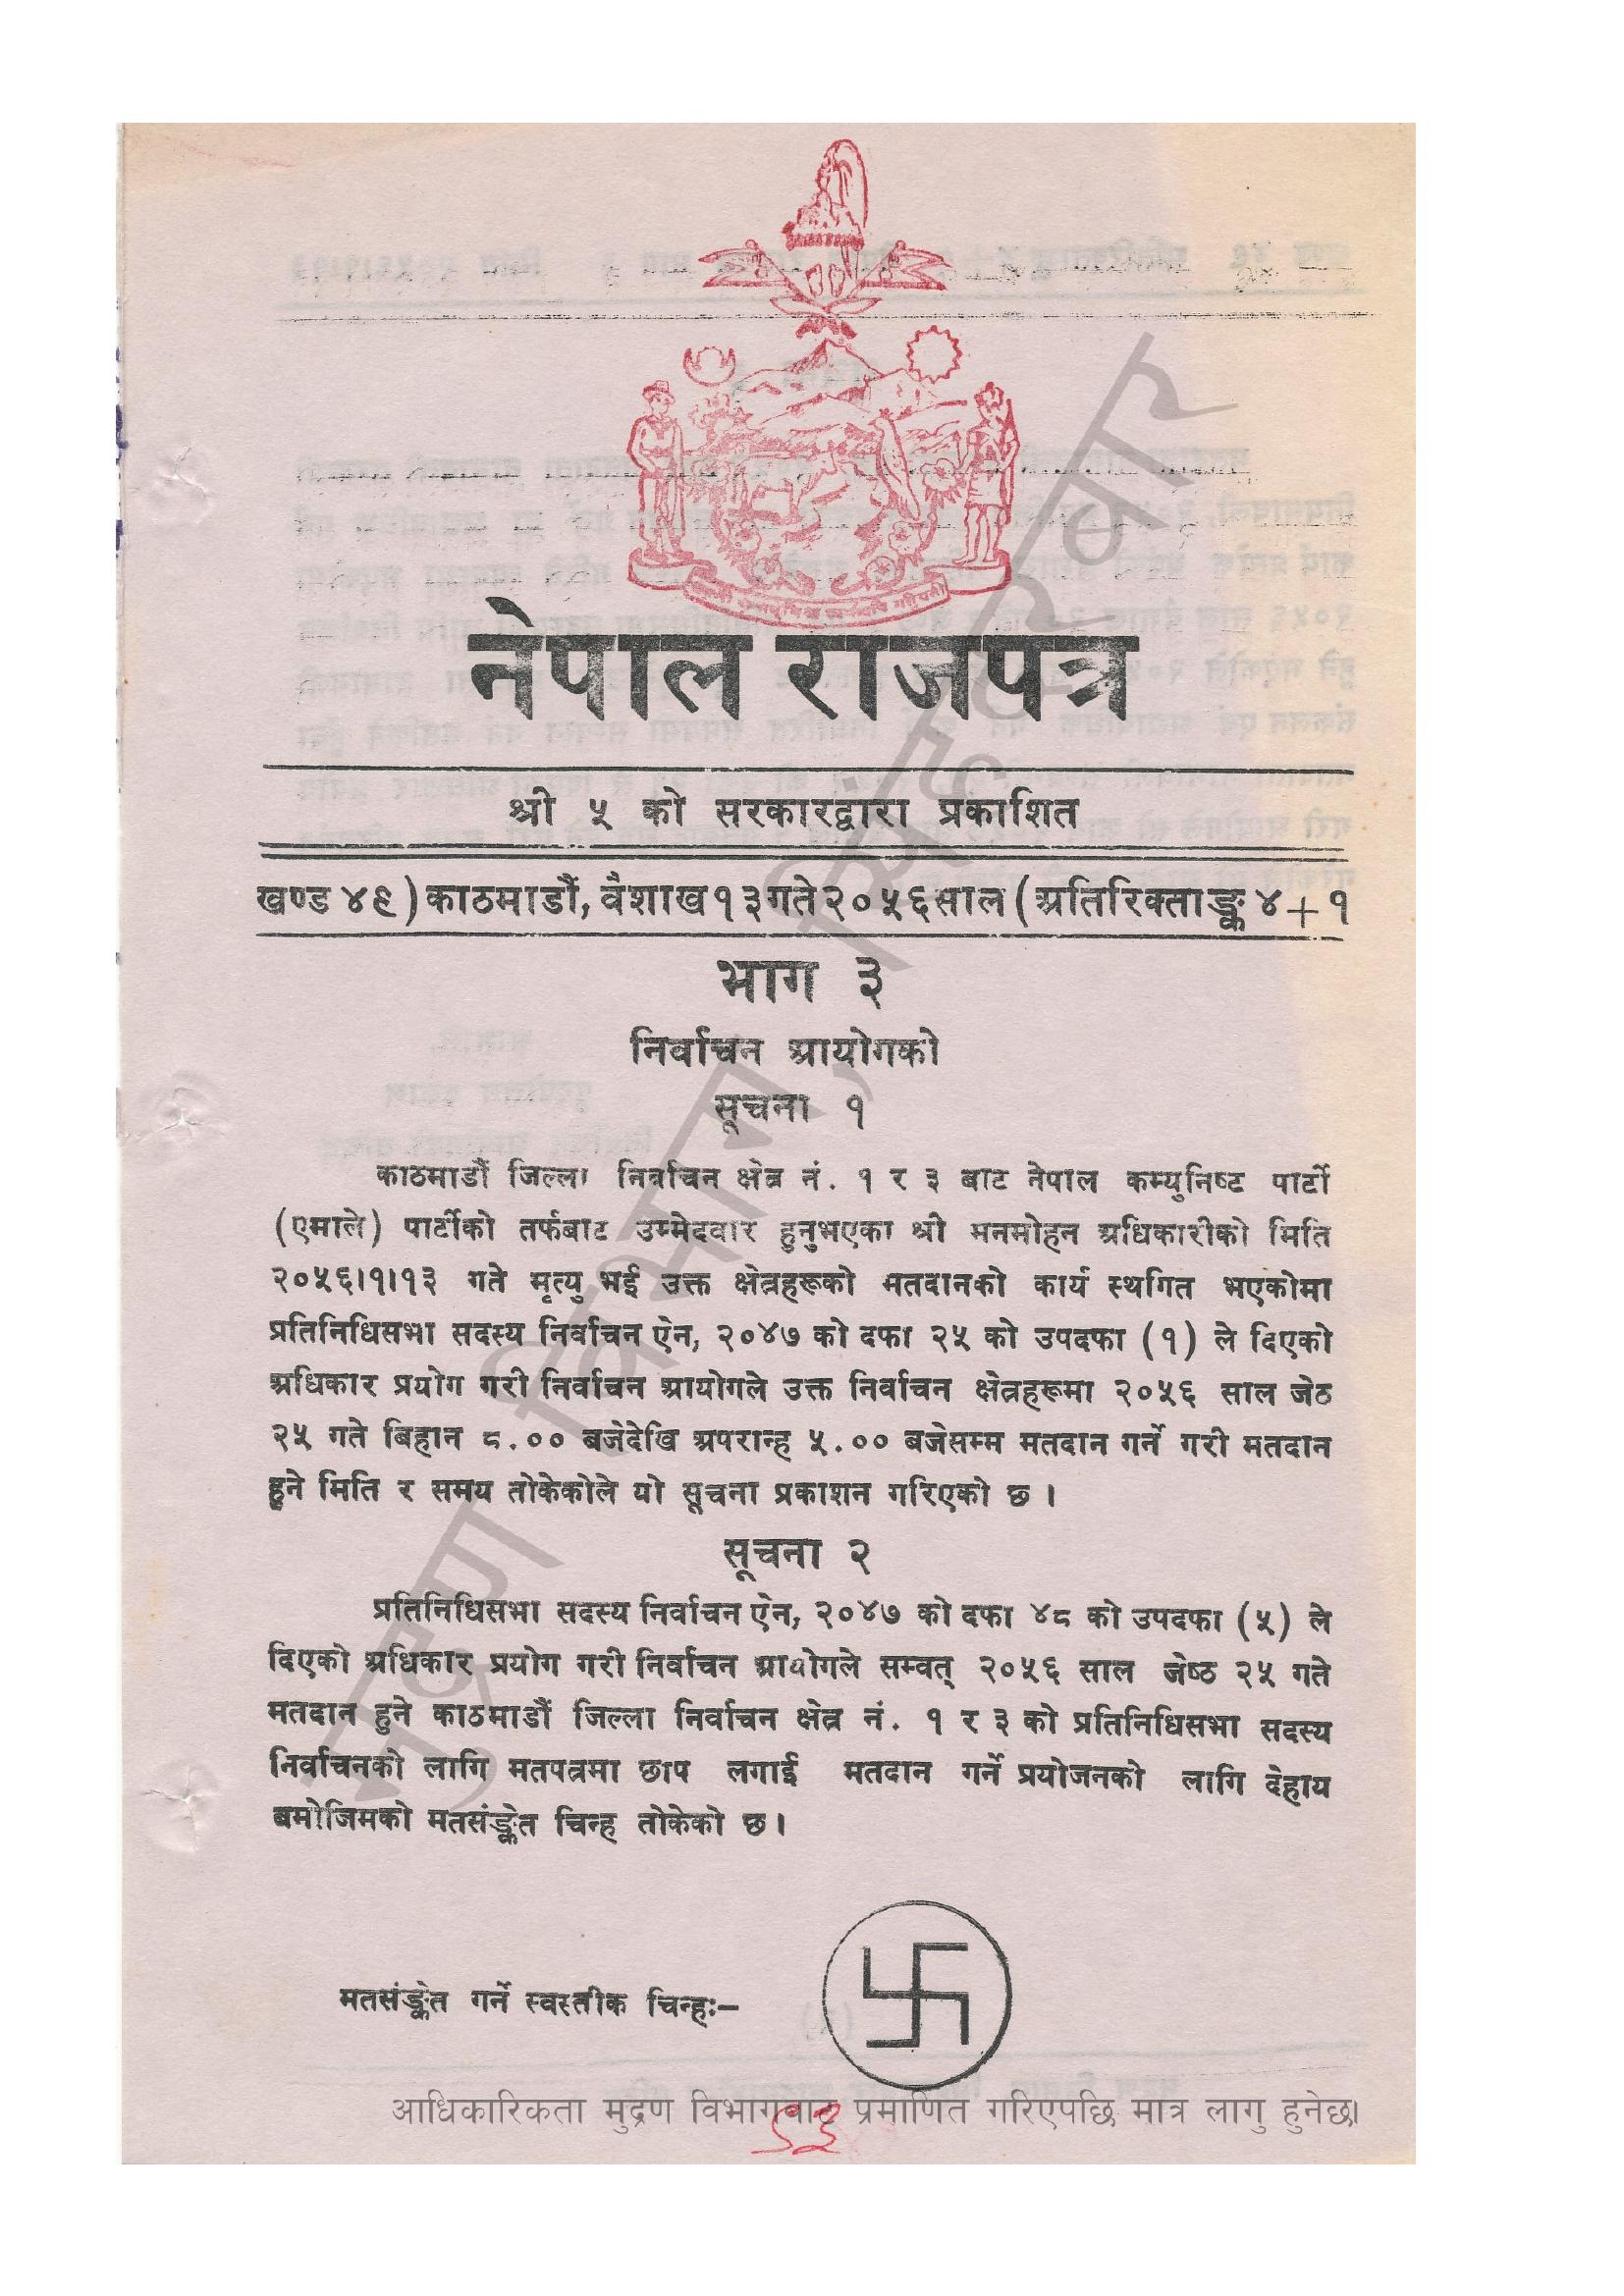 नेपाल राजपत्र
श्री ५ को सरकारद्वारा प्रकाशित
खण्ड ४९) काठमाडौं, वैशाख १३ गते २०५६ साल (अतिरिक्ताङ्क ४+१
भाग ३
निर्वाचन आयोगको
सूचना १
काठमाडौं जिल्ला निर्वाचन क्षेत्र नं. १ र ३ बाट नेपाल कम्युनिष्ट पार्टी
(एमाले) पार्टीको तर्फबाट उम्मेदवार हुनुभएका श्री मनमोहन अधिकारीको मिति
२०५६।१।१३ गते मृत्यु भई उक्त क्षेत्रहरूको मतदानको कार्य स्थगित भएकोमा
प्रतिनिधिसभा सदस्य निर्वाचन ऐन, २०४७ को दफा २५ को उपदफा (१) ले दिएको
अधिकार प्रयोग गरी निर्वाचन आयोगले उक्त निर्वाचन क्षेत्रहरूमा २०५६ साल जेठ
२५ गते बिहान ८.०० बजेदेखि अपरान्ह ५.०० बजेसम्म मतदान गर्ने गरी मतदान
हुने मिति र समय तोकेकोले यो सूचना प्रकाशन गरिएको छ ।
सूचना २
प्रतिनिधिसभा सदस्य निर्वाचन ऐन, २०४७ को दफा ४८ को उपदफा (५) ले
दिएको अधिकार प्रयोग गरी निर्वाचन आयोगले सम्वत् २०५६ साल जेष्ठ २५ गते
मतदान हुने काठमाडौं जिल्ला निर्वाचन क्षेत्र नं. १ र ३ को प्रतिनिधिसभा सदस्य
निर्वाचनको लागि मतपत्रमा छाप लगाई मतदान गर्ने प्रयोजनको लागि देहाय
बमोजिमको मतसंङ्केत चिन्ह तोकेको छ।
मतसंङ्केत गर्ने स्वस्तीक चिन्हः–
आधिकारिकता मुद्रण विभागबाट प्रमाणित गरिएपछि मात्र लागु हुनेछ।
मुद्रण विभाग, सिंहदरबार